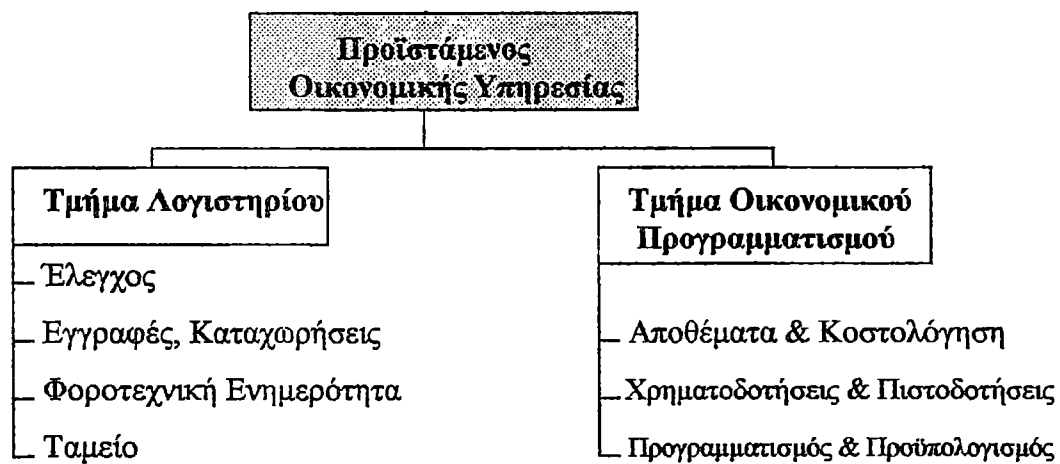 Προϊστάμενος
Οικονομικής Υπηρεσίας
Τμήμα Λογιστηρίου
Έλεγχος
Εγγραφές, Καταχωρήσεις
Φοροτεχνική Ενημερότητα
Ταμείο
Τμήμα Οικονομικού
Προγραμματισμού
Αποθέματα & Κοστολόγηση
Χρηματοδοτήσεις & Πιστοδοτήσεις
Προγραμματισμός & Προϋπολογισμός